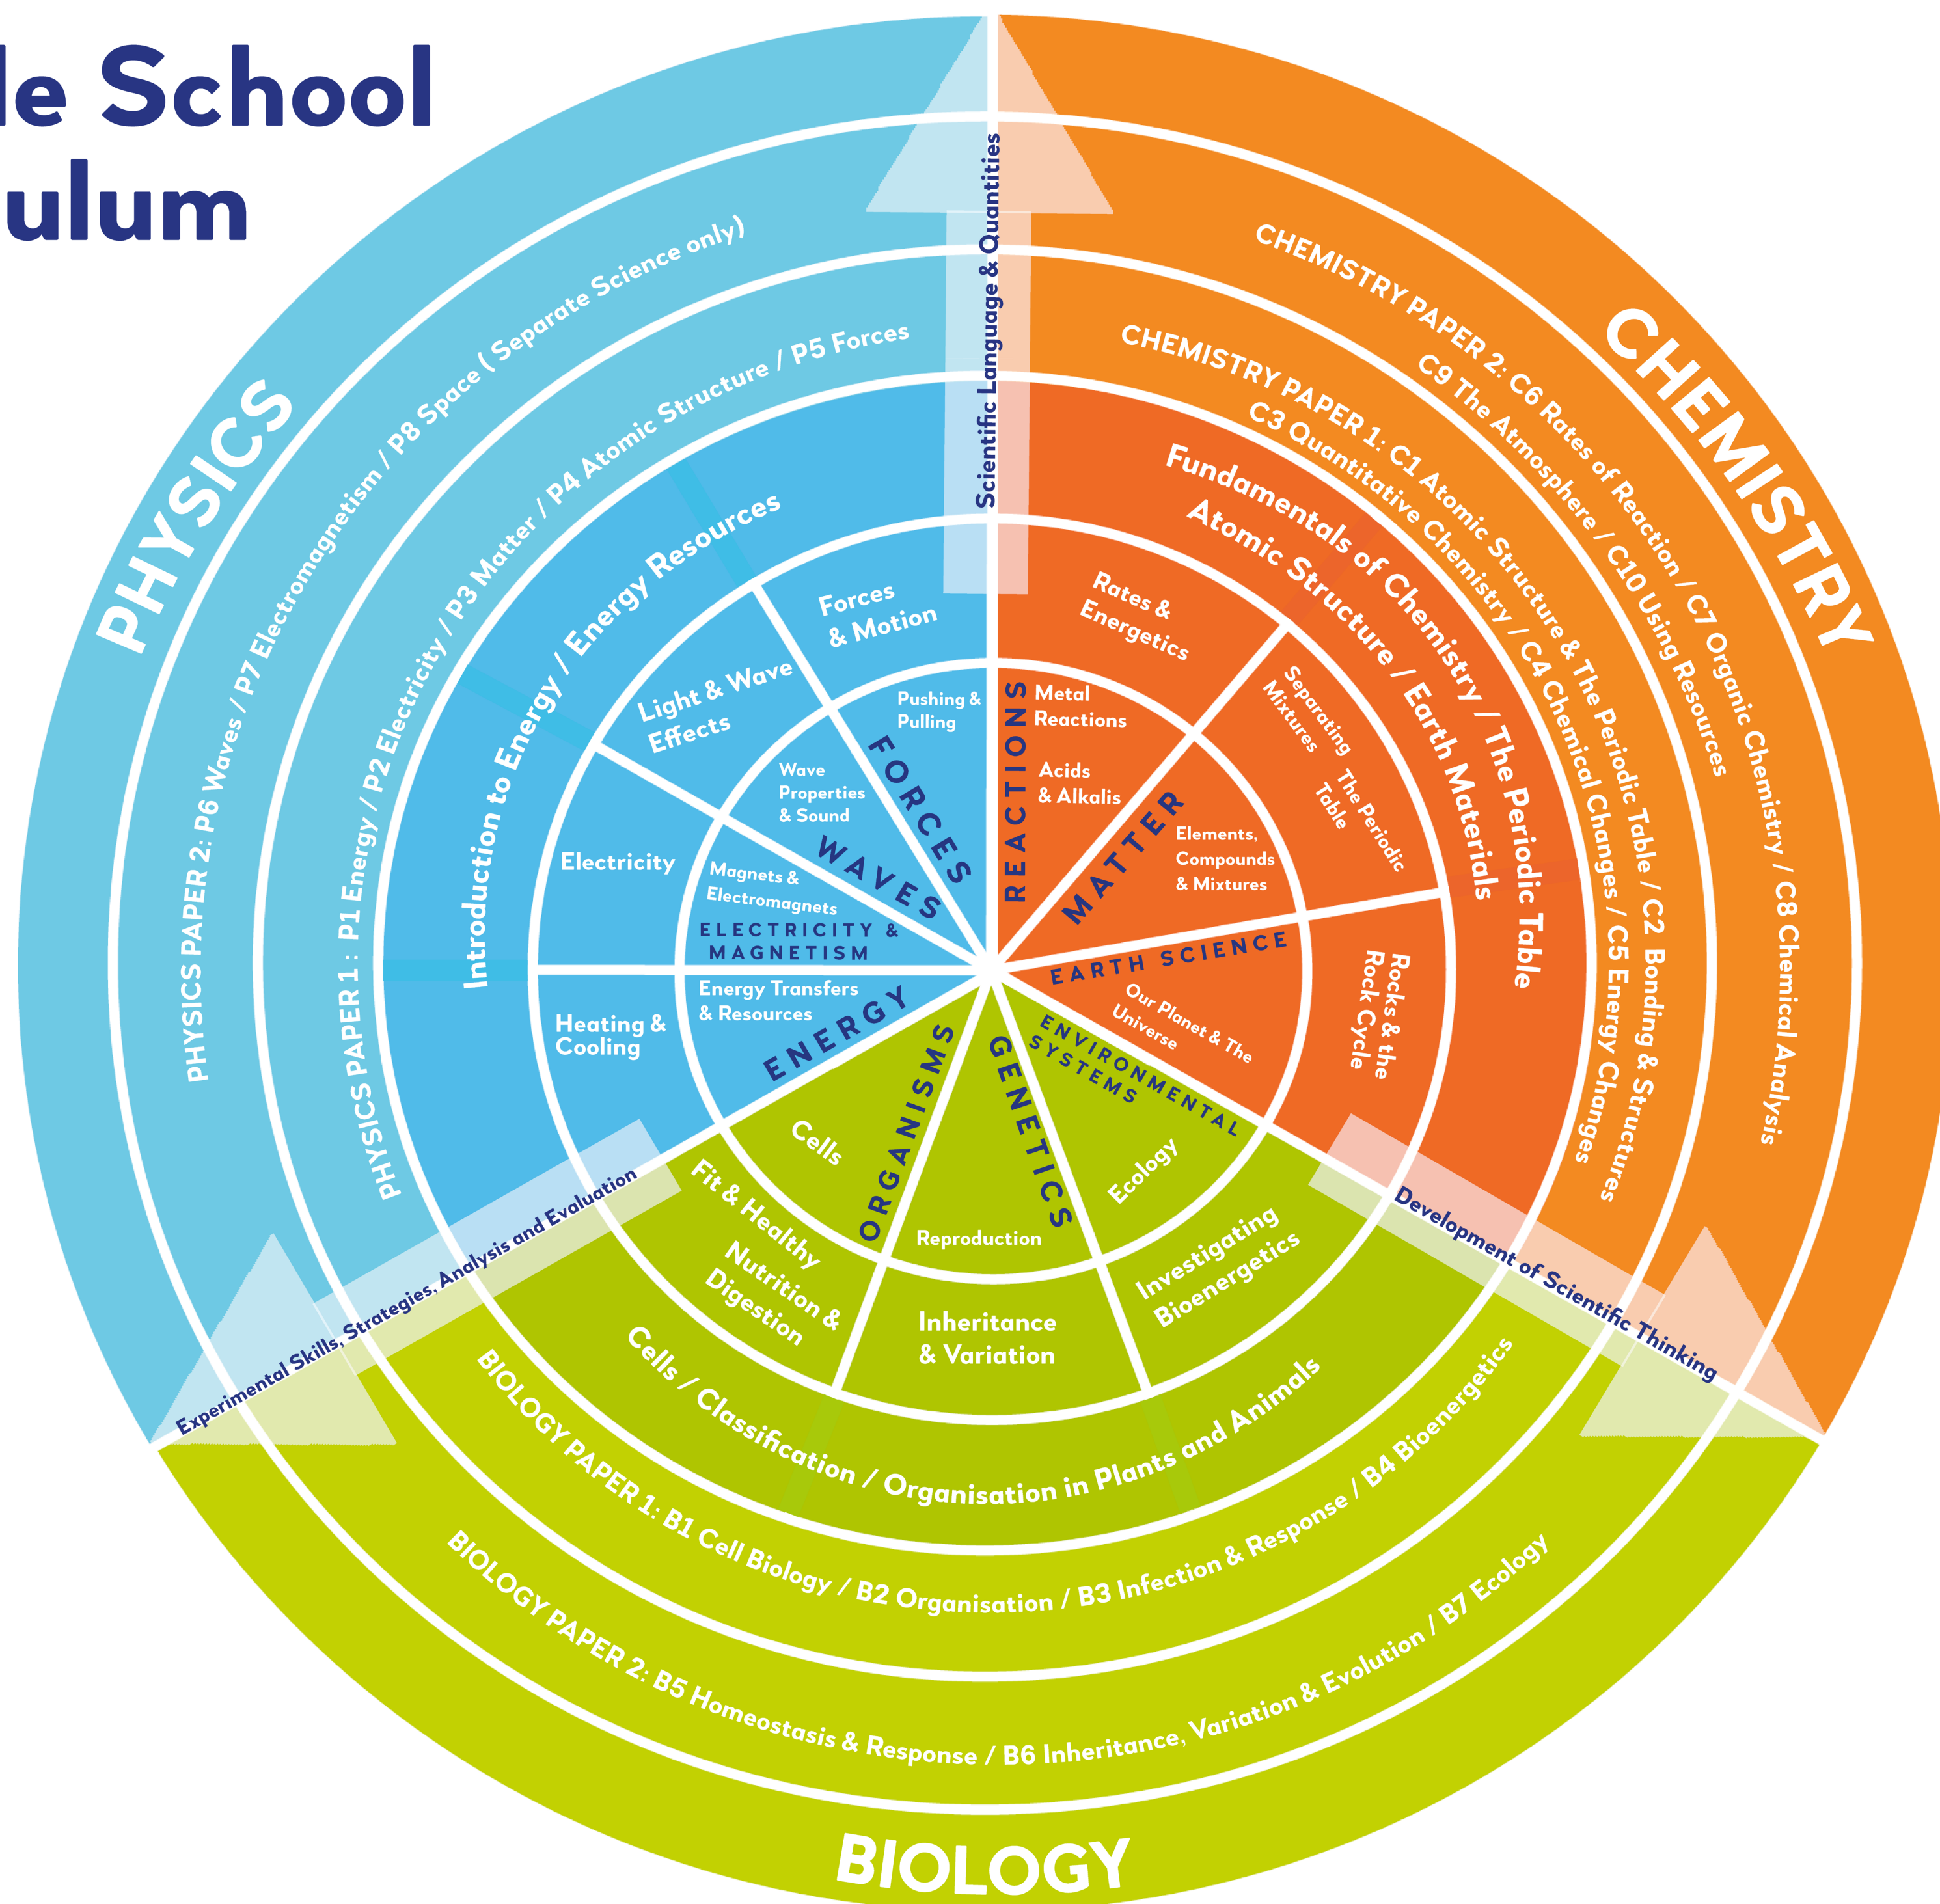 le School
ulum
PHYSICS
CHEMISTRY
BIOLOGY
Scientific Language & Quantities
Experimental Skills, Strategies, Analysis and Evaluation
Development of Scientific Thinking
PHYSICS PAPER 2: P6 Waves / P7 Electromagnetism / P8 Space ( Separate Science only)
PHYSICS PAPER 1 : P1 Energy / P2 Electricity / P3 Matter / P4 Atomic Structure / P5 Forces
Introduction to Energy / Energy Resources
Forces
& Motion
Light & Wave
Effects
Electricity
Heating &
Cooling
Pushing &
Pulling
FORCES
Wave
Properties
& Sound
WAVES
Magnets &
Electromagnets
ELECTRICITY &
MAGNETISM
Energy Transfers
& Resources
ENERGY
CHEMISTRY PAPER 2: C6 Rates of Reaction / C7 Organic Chemistry / C8 Chemical Analysis
C9 The Atmosphere / C10 Using Resources
CHEMISTRY PAPER 1: C1 Atomic Structure & The Periodic Table / C2 Bonding & Structures
C3 Quantitative Chemistry / C4 Chemical Changes / C5 Energy Changes
Fundamentals of Chemistry / The Periodic Table
Atomic Structure / Earth Materials
Rates &
Energetics
Separating
Mixtures
The Periodic
Table
Rocks & the
Rock Cycle
REACTIONS
Metal
Reactions
Acids
& Alkalis
MATTER
Elements,
Compounds
& Mixtures
EARTH SCIENCE
Our Planet & The
Universe
ENVIRONMENTAL
SYSTEMS
Ecology
GENETICS
Reproduction
ORGANISMS
Cells
Fit & Healthy
Nutrition &
Digestion
Inheritance
& Variation
Investigating
Bioenergetics
Cells / Classification / Organisation in Plants and Animals
BIOLOGY PAPER 1: B1 Cell Biology / B2 Organisation / B3 Infection & Response / B4 Bioenergetics
BIOLOGY PAPER 2: B5 Homeostasis & Response / B6 Inheritance, Variation & Evolution / B7 Ecology